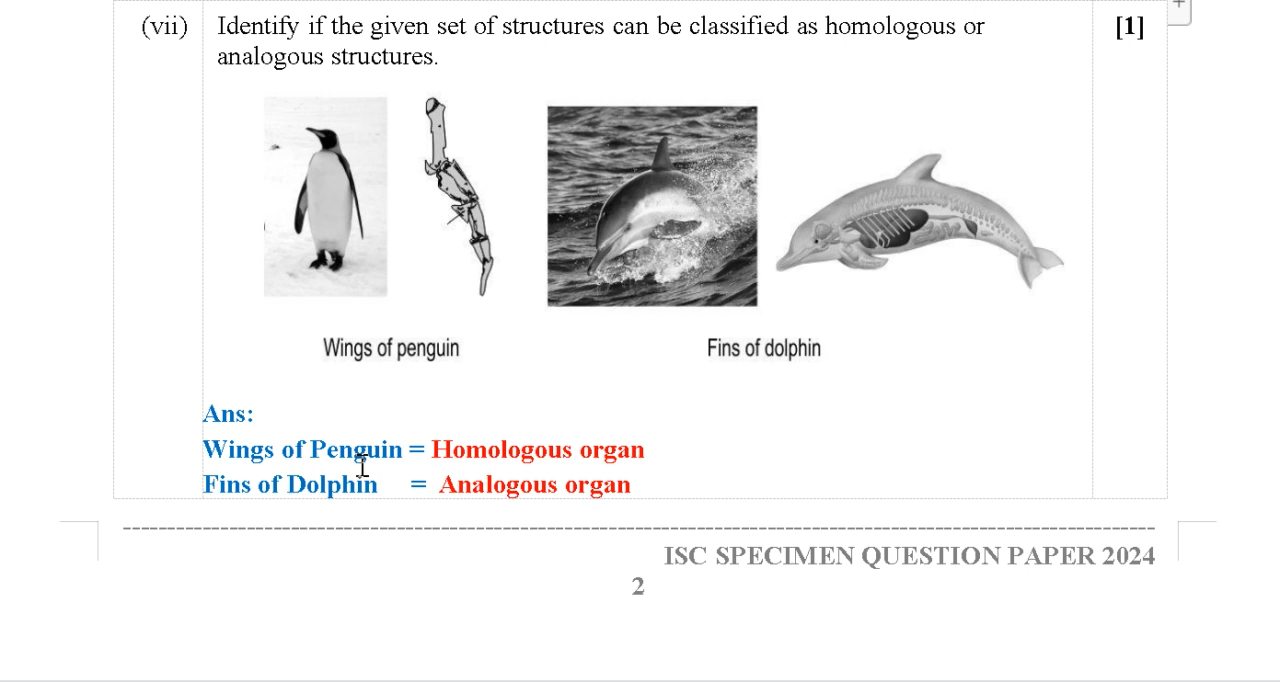 (vii) Identify if the given set of structures can be classified as homologous or [1]
analogous structures.
Wings of penguin Fins of dolphin
Ans:
Wings of Penguin = Homologous organ
Fins of Dolphin = Analogous organ
ISC SPECIMEN QUESTION PAPER 2024
2